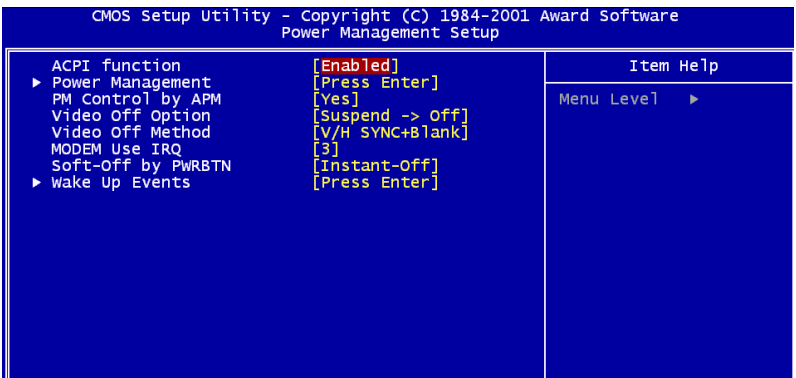 CMOS Setup Utility - Copyright (C) 1984-2001 Award Software
Power Management Setup
ACPI function [Enabled]
▶ Power Management [Press Enter]
PM Control by APM [Yes]
Video Off Option [Suspend -> Off]
Video Off Method [V/H SYNC+Blank]
MODEM Use IRQ [3]
Soft-Off by PWRBTN [Instant-Off]
▶ Wake Up Events [Press Enter]
Item Help
Menu Level ▶